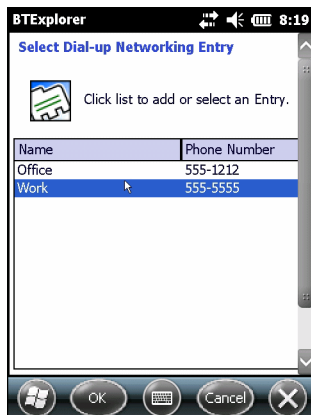 BTExplorer 8:19
Select Dial-up Networking Entry
Click list to add or select an Entry.
Name Phone Number
Office 555-1212
Work 555-5555
OK Cancel